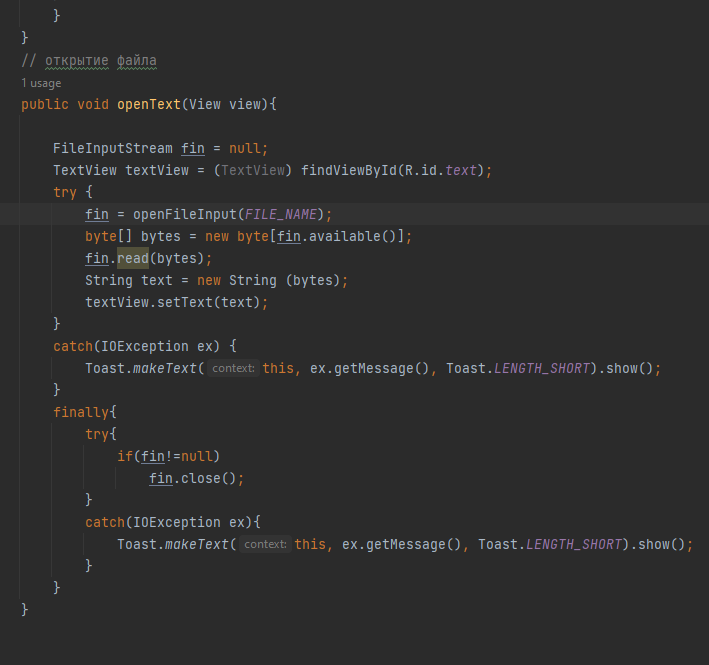 }
}
// открытие файла
1 usage
public void openText(View view){
FileInputStream fin = null;
TextView textView = (TextView) findViewById(R.id.text);
try {
fin = openFileInput(FILE_NAME);
byte[] bytes = new byte[fin.available()];
fin.read(bytes);
String text = new String (bytes);
textView.setText(text);
}
catch(IOException ex) {
Toast.makeText( context: this, ex.getMessage(), Toast.LENGTH_SHORT).show();
}
finally{
try{
if(fin!=null)
fin.close();
}
catch(IOException ex){
Toast.makeText( context: this, ex.getMessage(), Toast.LENGTH_SHORT).show();
}
}
}